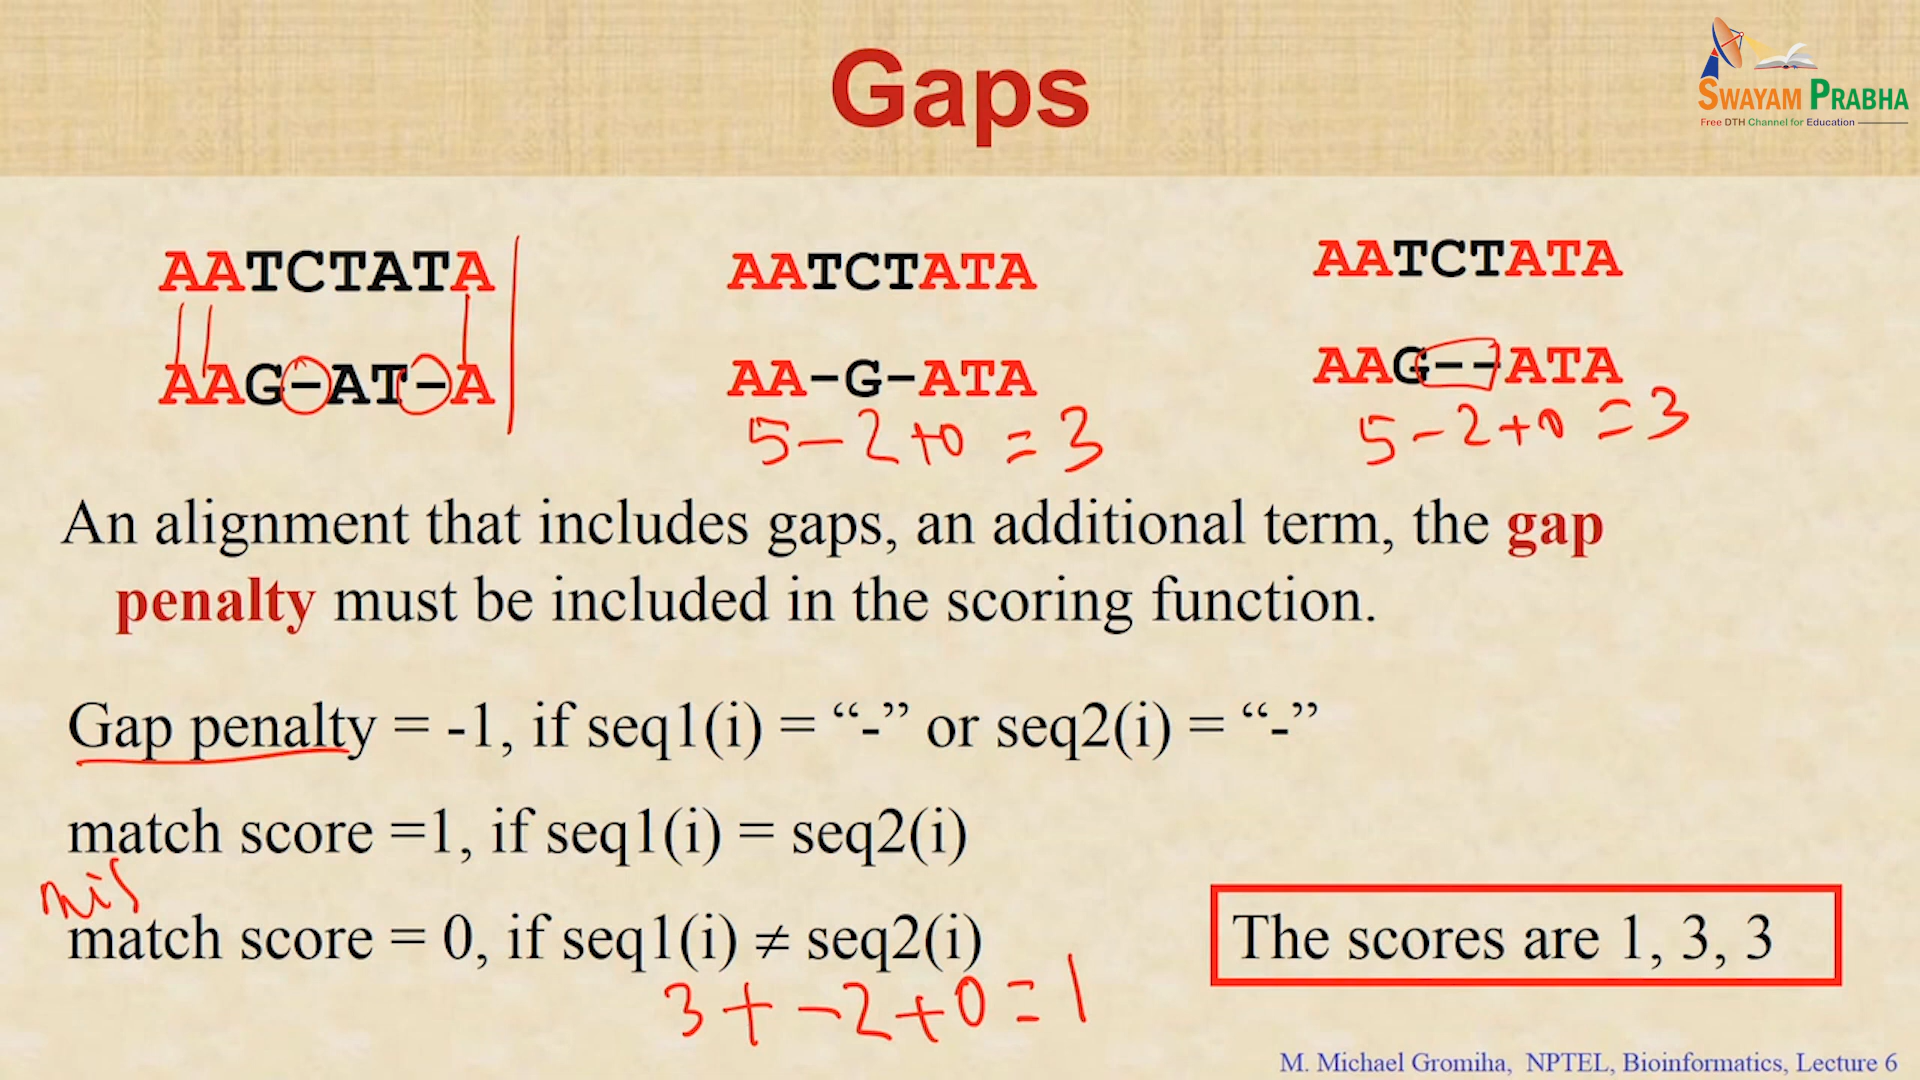 Gaps
SWAYAM PRABHA
Free DTH Channel for Education
AATCTATA
AAG-AT-A
AATCTATA
AA-G-ATA
5-2+0 = 3
AATCTATA
AAG--ATA
5-2+0 = 3
An alignment that includes gaps, an additional term, the gap
penalty must be included in the scoring function.
Gap penalty = -1, if seq1(i) = “-” or seq2(i) = “-”
match score =1, if seq1(i) = seq2(i)
mis
match score = 0, if seq1(i) ≠ seq2(i)
3+-2+0=1
The scores are 1, 3, 3
M. Michael Gromiha, NPTEL, Bioinformatics, Lecture 6